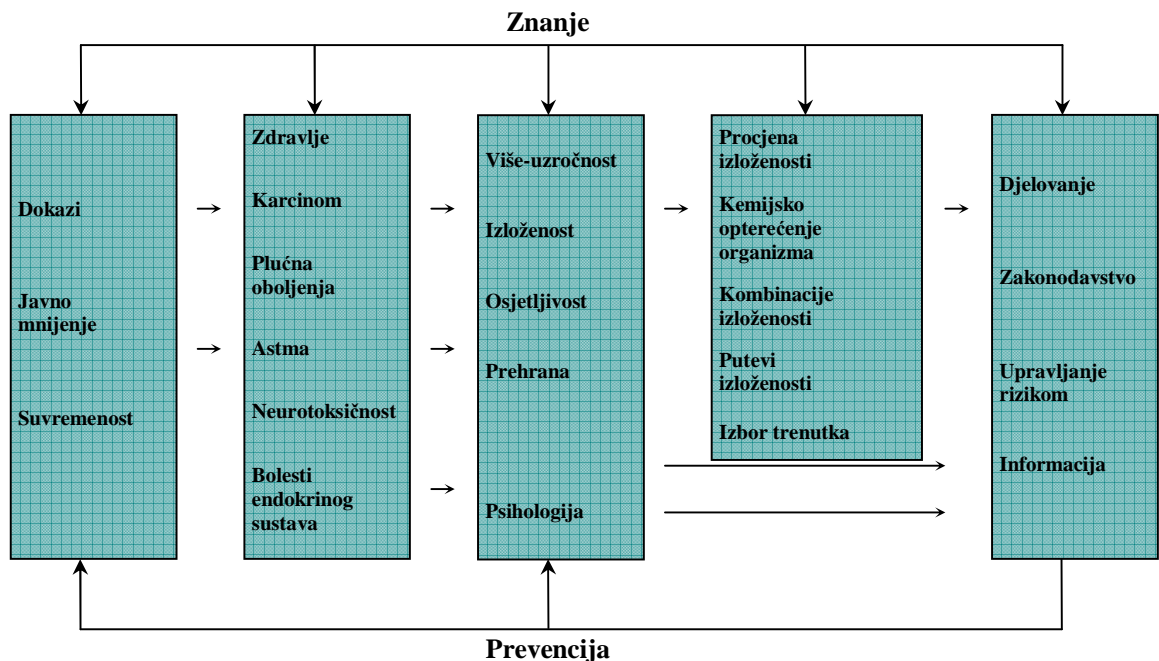 Znanje
Dokazi
Javno
mnijenje
Suvremenost
Zdravlje
Karcinom
Plućna
oboljenja
Astma
Neurotoksičnost
Bolesti
endokrinog
sustava
Više-uzročnost
Izloženost
Osjetljivost
Prehrana
Psihologija
Procjena
izloženosti
Kemijsko
opterećenje
organizma
Kombinacije
izloženosti
Putevi
izloženosti
Izbor trenutka
Djelovanje
Zakonodavstvo
Upravljanje
rizikom
Informacija
Prevencija